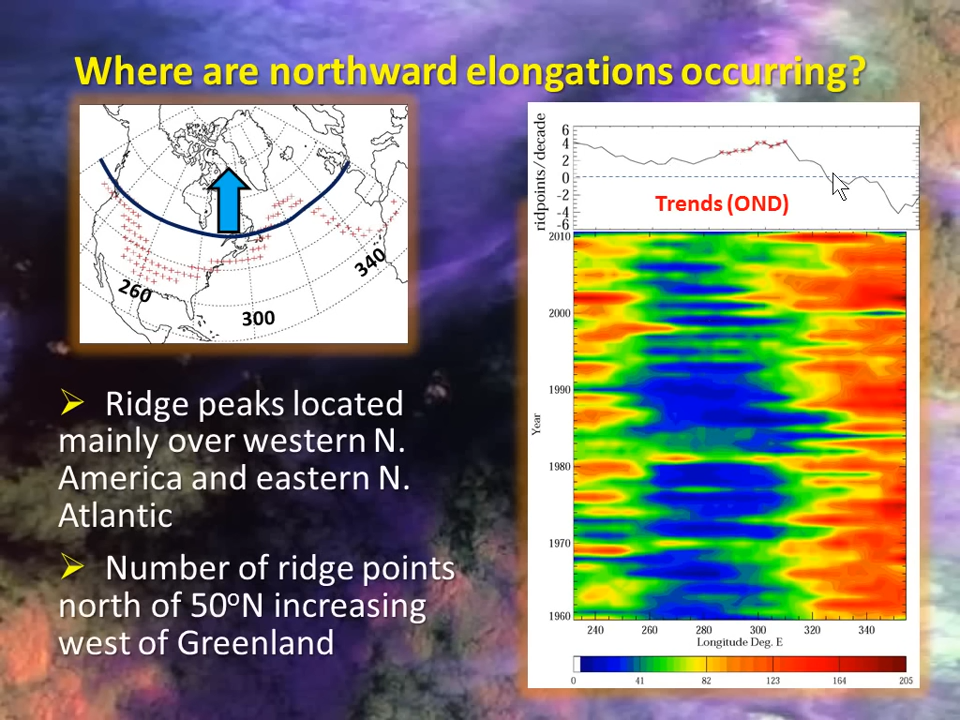 Where are northward elongations occurring?
260
300
340
➢ Ridge peaks located
mainly over western N.
America and eastern N.
Atlantic
➢ Number of ridge points
north of 50ºN increasing
west of Greenland
ridpoints/decade
6
4
2
0
-2
-4
-6
Trends (OND)
Year
2010
2000
1990
1980
1970
1960
240 260 280 300 320 340
Longitude Deg. E
0 41 82 123 164 205